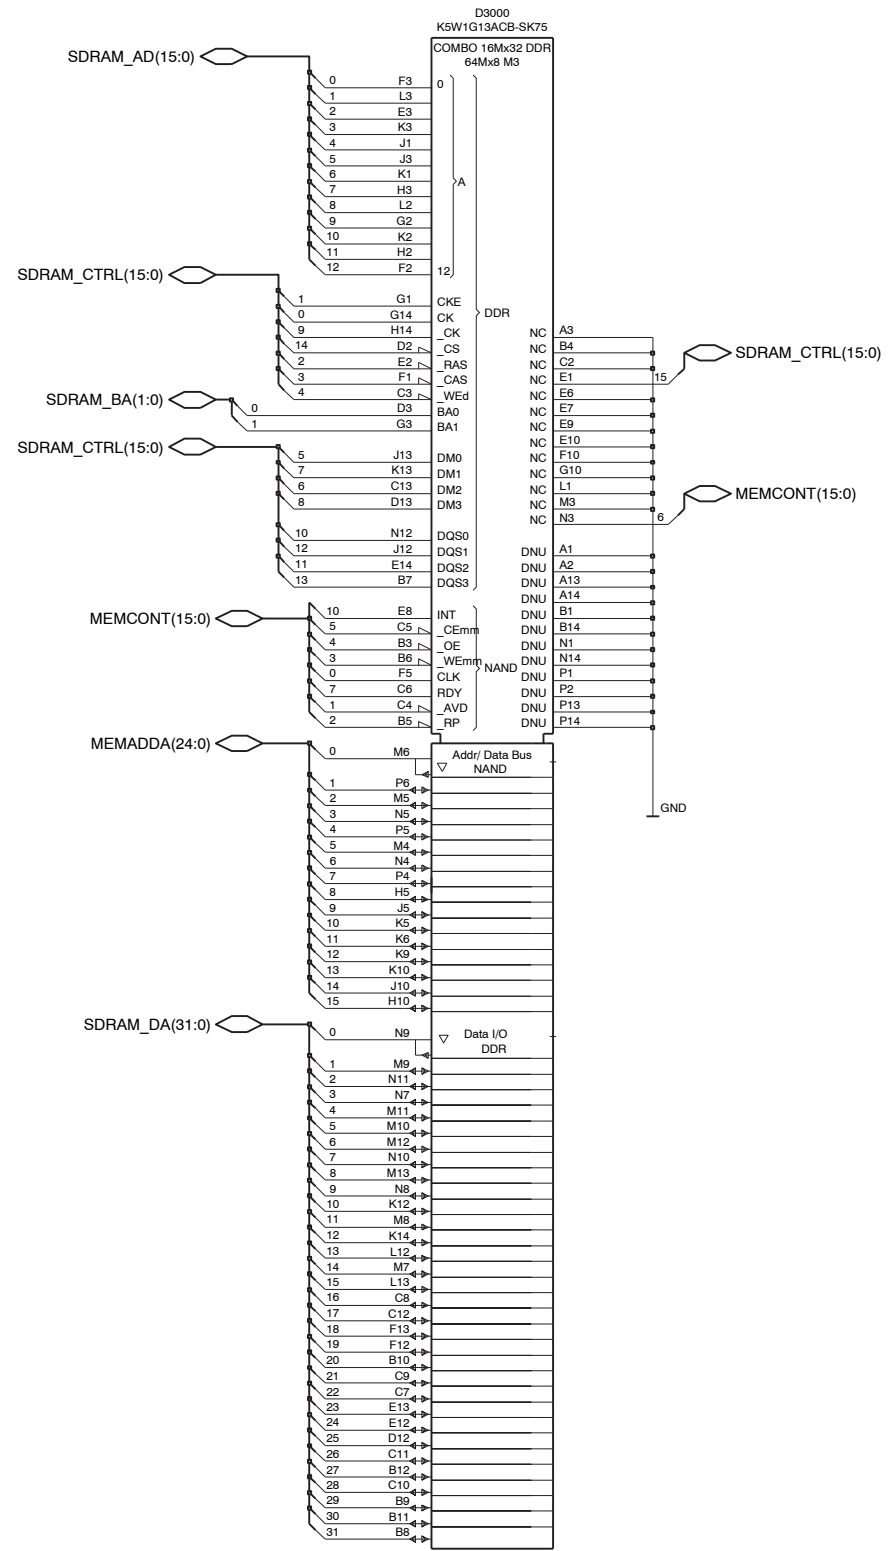 D3000
K5W1G13ACB-SK75
COMBO 16Mx32 DDR
64Mx8 M3
SDRAM_AD(15:0)
0 F3 0
1 L3
2 E3
3 K3
4 J1
5 J3
6 K1 A
7 H3
8 L2
9 G2
10 K2
11 H2
12 F2 12
SDRAM_CTRL(15:0)
1 G1 CKE
0 G14 CK DDR
9 H14 _CK NC A3
14 D2 _CS NC B4 SDRAM_CTRL(15:0)
2 E2 _RAS NC C2
3 F1 _CAS NC E1 15
4 C3 _WEd NC E6
SDRAM_BA(1:0)
0 D3 BA0 NC E7
1 G3 BA1 NC E9
SDRAM_CTRL(15:0) NC E10
5 J13 DM0 NC F10
7 K13 DM1 NC G10
6 C13 DM2 NC L1 MEMCONT(15:0)
8 D13 DM3 NC M3
NC N3 6
10 N12 DQS0
12 J12 DQS1 DNU A1
11 E14 DQS2 DNU A2
13 B7 DQS3 DNU A13
DNU A14
MEMCONT(15:0)
10 E8 INT DNU B1
5 C5 _CEmm DNU B14
4 B3 _OE DNU N1
3 B6 _WEmm NAND DNU N14
0 F5 CLK DNU P1
7 C6 RDY DNU P2
1 C4 _AVD DNU P13
2 B5 _RP DNU P14
MEMADDA(24:0)
0 M6 Addr/ Data Bus
NAND
1 P6
2 M5
3 N5 GND
4 P5
5 M4
6 N4
7 P4
8 H5
9 J5
10 K5
11 K6
12 K9
13 K10
14 J10
15 H10
SDRAM_DA(31:0)
0 N9 Data I/O
DDR
1 M9
2 N11
3 N7
4 M11
5 M10
6 M12
7 N10
8 M13
9 N8
10 K12
11 M8
12 K14
13 L12
14 M7
15 L13
16 C8
17 C12
18 F13
19 F12
20 B10
21 C9
22 C7
23 E13
24 E12
25 D12
26 C11
27 B12
28 C10
29 B9
30 B11
31 B8